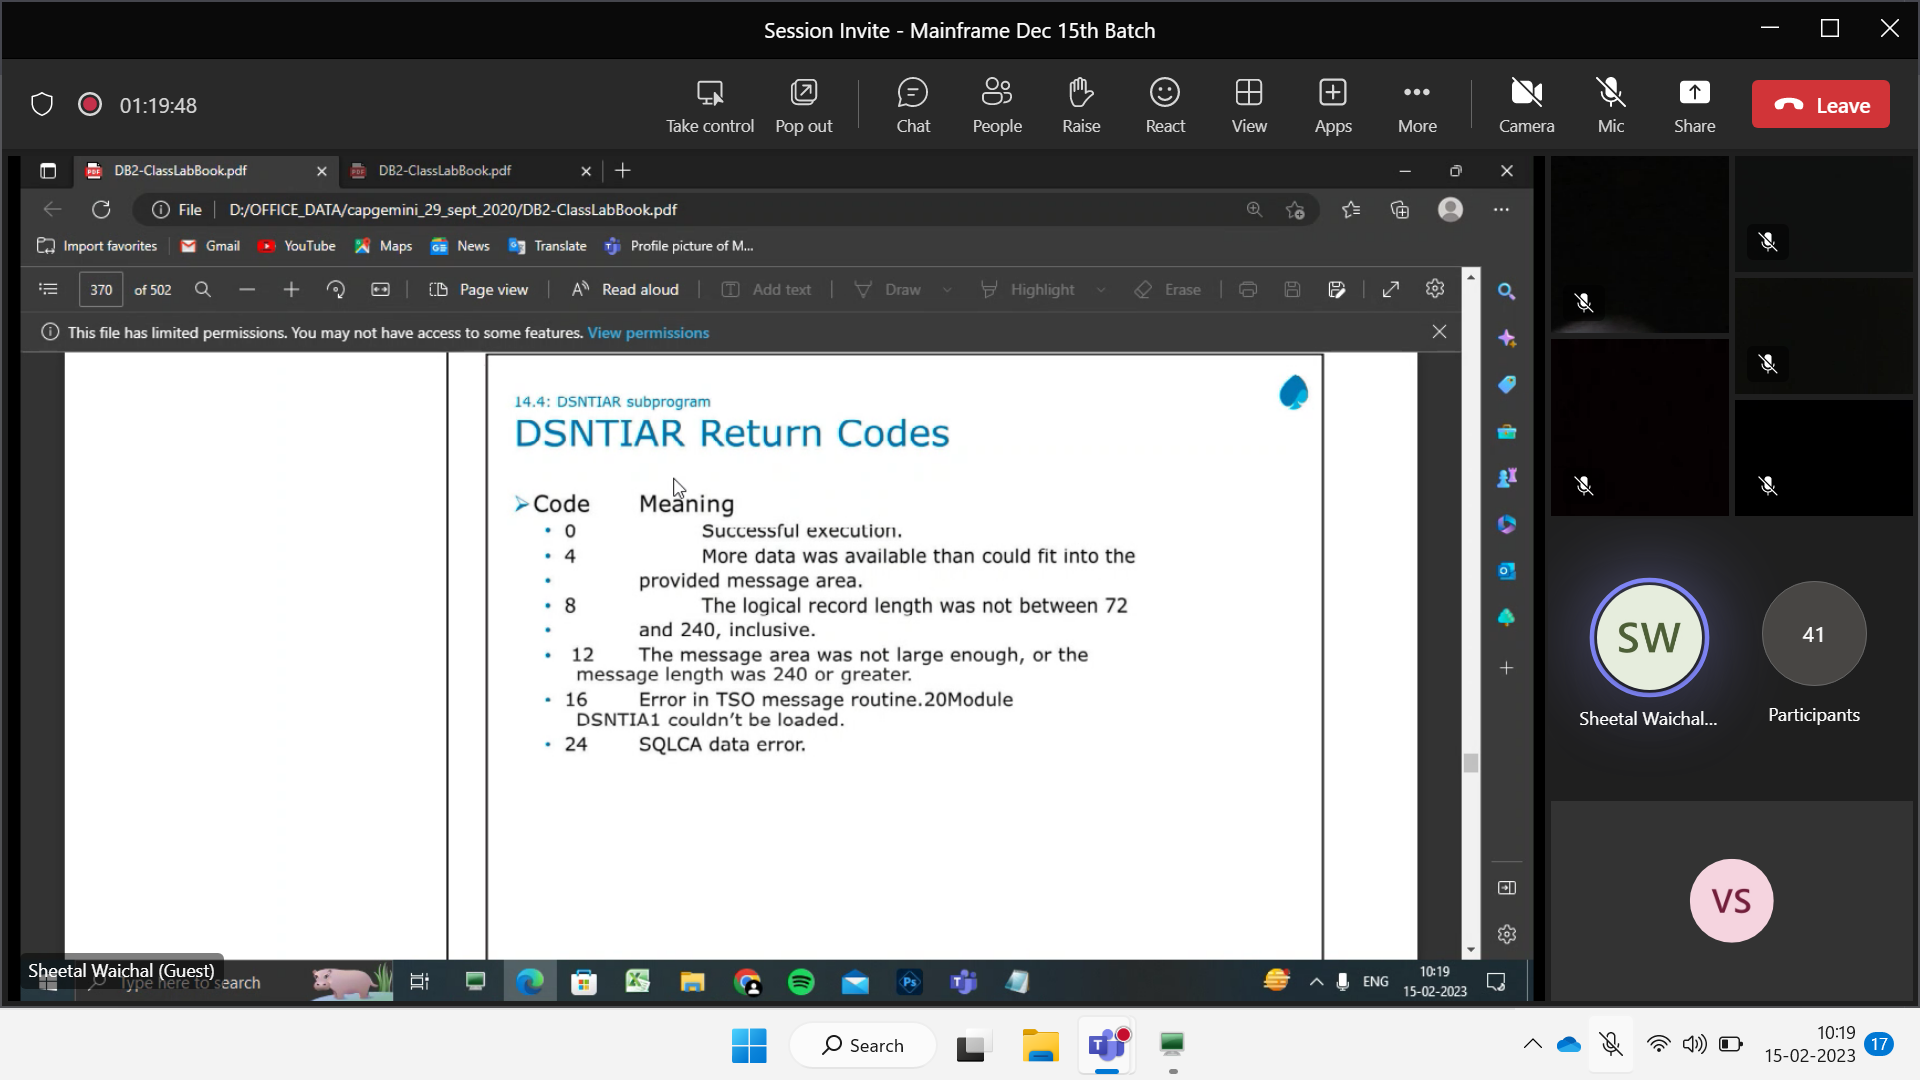 Session Invite - Mainframe Dec 15th Batch
01:19:48
Take control
Pop out
Chat
People
Raise
React
View
Apps
More
Camera
Mic
Share
Leave
DB2-ClassLabBook.pdf
DB2-ClassLabBook.pdf
File
D:/OFFICE_DATA/capgemini_29_sept_2020/DB2-ClassLabBook.pdf
Import favorites
Gmail
YouTube
Maps
News
Translate
Profile picture of M...
370 of 502
Page view
Read aloud
Add text
Draw
Highlight
Erase
This file has limited permissions. You may not have access to some features. View permissions
14.4: DSNTIAR subprogram
DSNTIAR Return Codes
➢Code Meaning
• 0 Successful execution.
• 4 More data was available than could fit into the
• provided message area.
• 8 The logical record length was not between 72
• and 240, inclusive.
• 12 The message area was not large enough, or the
message length was 240 or greater.
• 16 Error in TSO message routine.20Module
DSNTIA1 couldn't be loaded.
• 24 SQLCA data error.
SW
Sheetal Waichal...
41
Participants
VS
Sheetal Waichal (Guest)
Type here to search
Ps
ENG
10:19
15-02-2023
Search
10:19
15-02-2023
17